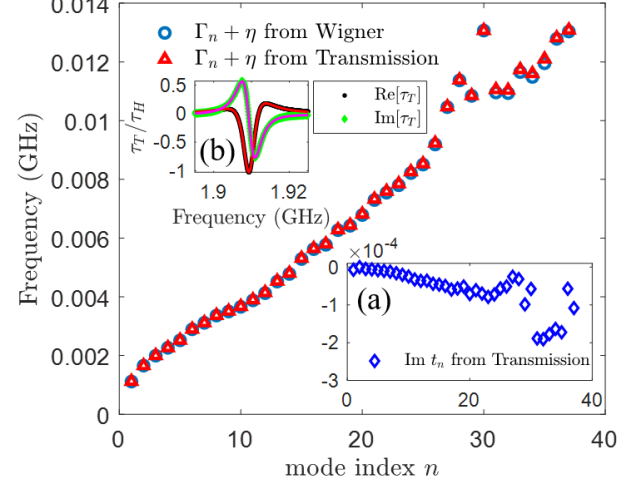 0.014
0.012
0.010
0.008
0.006
0.004
0.002
0
Frequency (GHz)
Γn + η from Wigner
Γn + η from Transmission
0.5
0
-0.5
-1
τT/τH
(b)
1.9
1.92
Frequency (GHz)
Re[τT]
Im[τT]
×10^-4
0
-1
-2
-3
(a)
Im tn from Transmission
0
20
40
0
10
20
30
40
mode index n